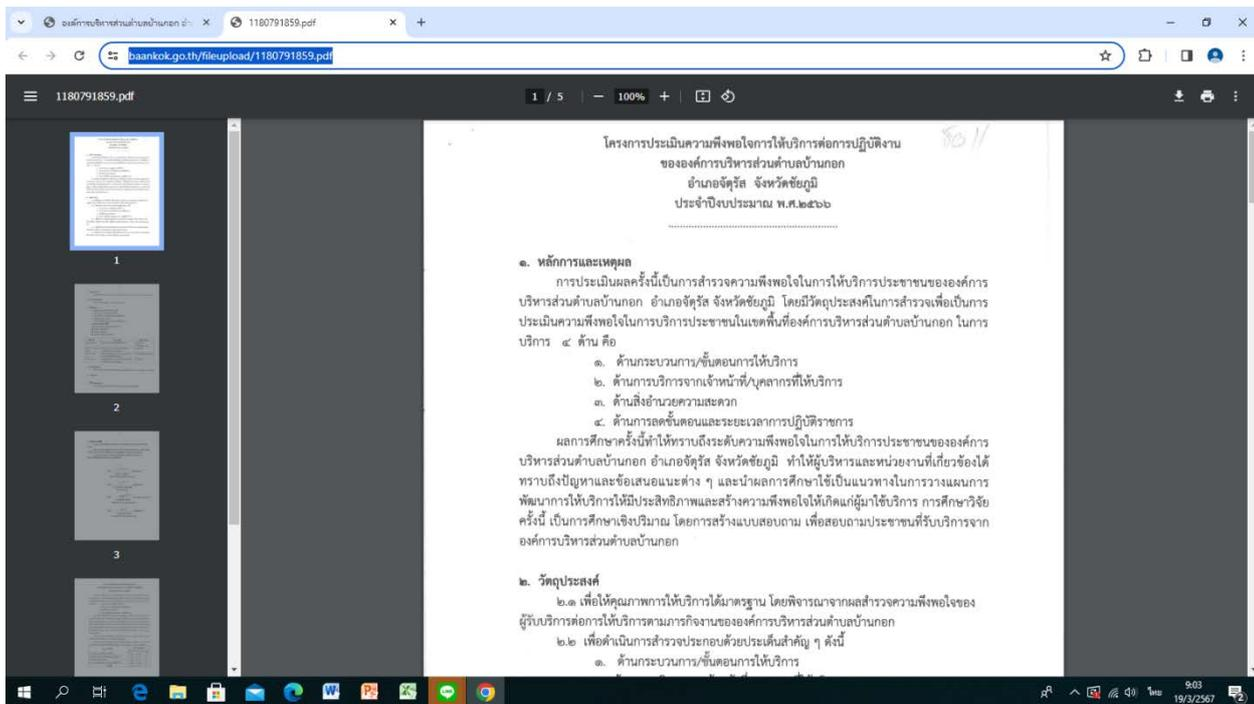 องค์การบริหารส่วนตำบลบ้านกอก อำ
1180791859.pdf
baankok.go.th/fileupload/1180791859.pdf
1180791859.pdf
1 / 5
100%
โครงการประเมินความพึงพอใจการให้บริการต่อการปฏิบัติงาน
ขององค์การบริหารส่วนตำบลบ้านกอก
อำเภอจัตุรัส จังหวัดชัยภูมิ
ประจำปีงบประมาณ พ.ศ.๒๕๖๖
๑. หลักการและเหตุผล
การประเมินผลครั้งนี้เป็นการสำรวจความพึงพอใจในการให้บริการประชาชนขององค์การ
บริหารส่วนตำบลบ้านกอก อำเภอจัตุรัส จังหวัดชัยภูมิ โดยมีวัตถุประสงค์ในการสำรวจเพื่อเป็นการ
ประเมินความพึงพอใจในการบริการประชาชนในเขตพื้นที่องค์การบริหารส่วนตำบลบ้านกอก ในการ
บริการ ๔ ด้าน คือ
๑. ด้านกระบวนการ/ขั้นตอนการให้บริการ
๒. ด้านการบริการจากเจ้าหน้าที่/บุคลากรที่ให้บริการ
๓. ด้านสิ่งอำนวยความสะดวก
๔. ด้านการลดขั้นตอนและระยะเวลาการปฏิบัติราชการ
ผลการศึกษาครั้งนี้ทำให้ทราบถึงระดับความพึงพอใจในการให้บริการประชาชนขององค์การ
บริหารส่วนตำบลบ้านกอก อำเภอจัตุรัส จังหวัดชัยภูมิ ทำให้ผู้บริหารและหน่วยงานที่เกี่ยวข้องได้
ทราบถึงปัญหาและข้อเสนอแนะต่าง ๆ และนำผลการศึกษาใช้เป็นแนวทางในการวางแผนการ
พัฒนาการให้บริการให้มีประสิทธิภาพและสร้างความพึงพอใจให้เกิดแก่ผู้มาใช้บริการ การศึกษาวิจัย
ครั้งนี้ เป็นการศึกษาเชิงปริมาณ โดยการสร้างแบบสอบถาม เพื่อสอบถามประชาชนที่รับบริการจาก
องค์การบริหารส่วนตำบลบ้านกอก
๒. วัตถุประสงค์
๒.๑ เพื่อให้คุณภาพการให้บริการได้มาตรฐาน โดยพิจารณาจากผลสำรวจความพึงพอใจของ
ผู้รับบริการต่อการให้บริการตามภารกิจงานขององค์การบริหารส่วนตำบลบ้านกอก
๒.๒ เพื่อดำเนินการสำรวจประกอบด้วยประเด็นสำคัญ ๆ ดังนี้
๑. ด้านกระบวนการ/ขั้นตอนการให้บริการ
1
2
3
ไทย
9:03
19/3/2567